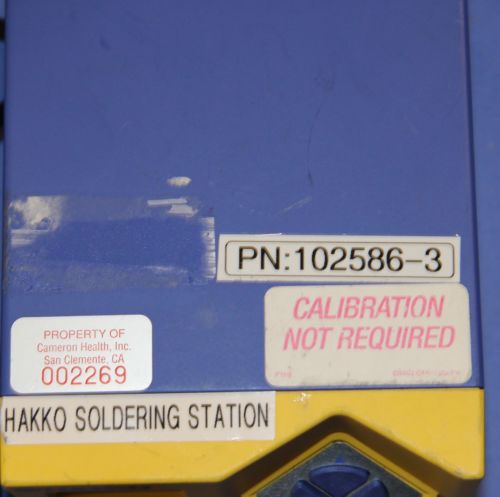 PN:102586-3
CALIBRATION
NOT REQUIRED
PROPERTY OF
Cameron Health, Inc.
San Clemente, CA
002269
HAKKO SOLDERING STATION